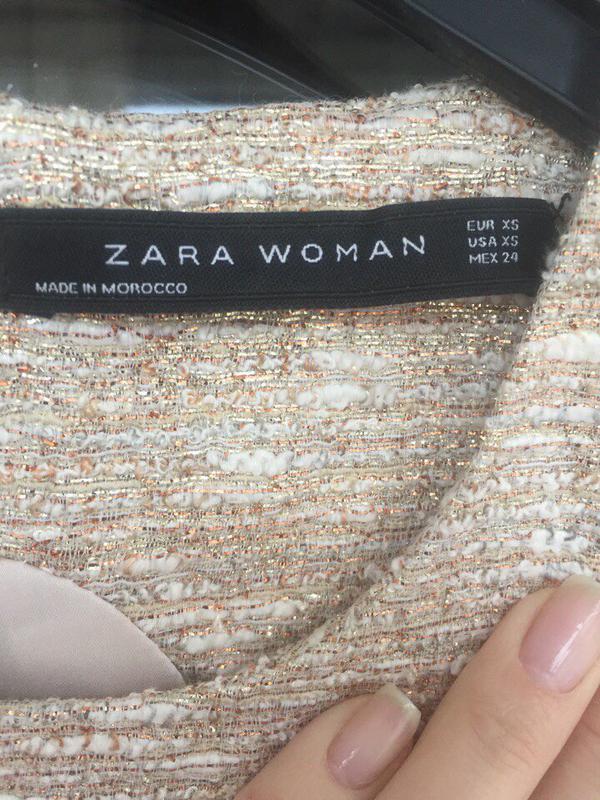 ZARA WOMAN
EUR XS
USA XS
MEX 24
MADE IN MOROCCO